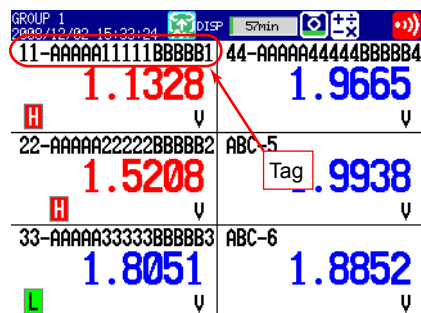 GROUP 1
2008/12/02 15:33:24 DISP 57min
11-AAAAA11111BBBBB1 44-AAAAA44444BBBBB4
1.1328 1.9665
H V V
22-AAAAA22222BBBBB2 ABC-5
1.5208 .9938
Tag
H V V
33-AAAAA33333BBBBB3 ABC-6
1.8051 1.8852
L V V